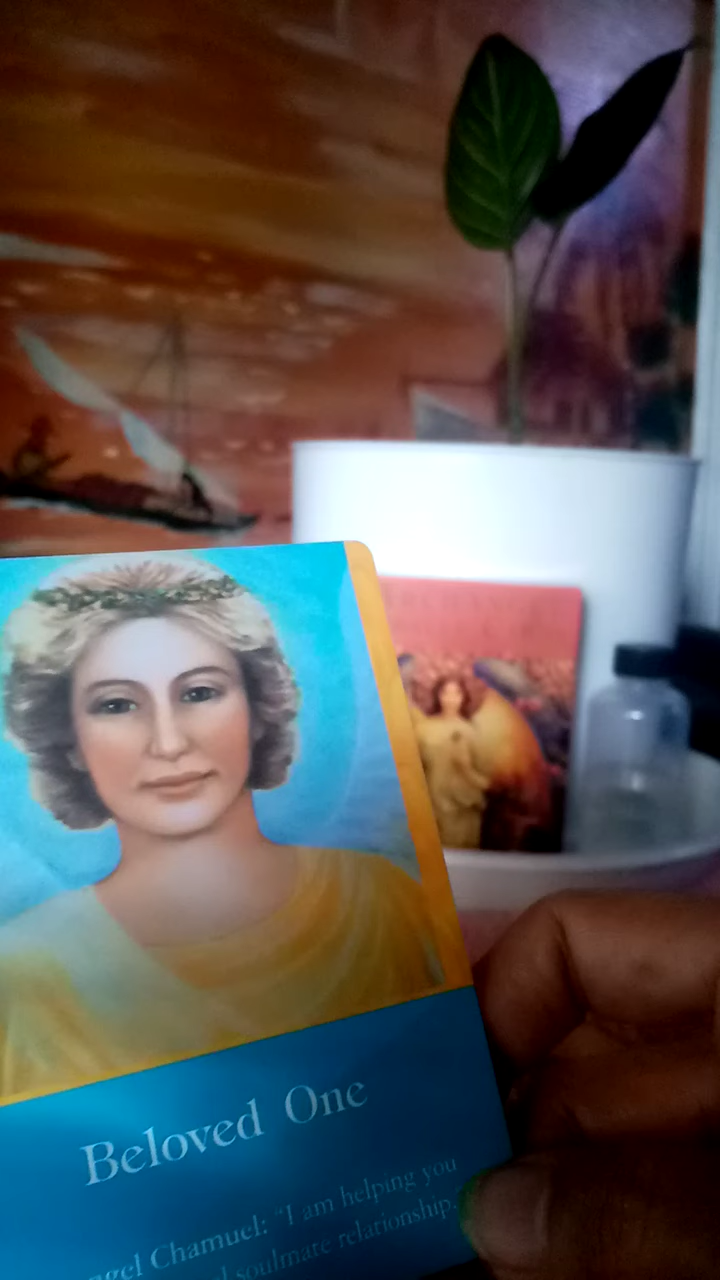 Beloved One
ngel Chamuel: "I am helping you
l soulmate relationship.